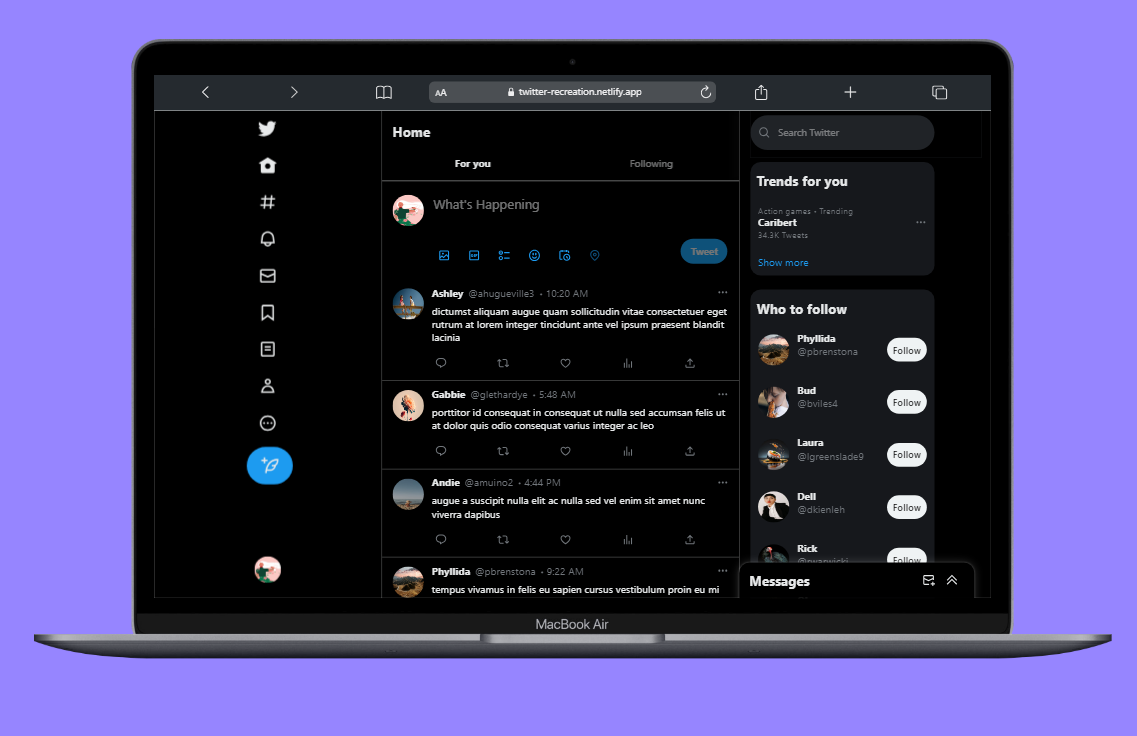 AA
twitter-recreation.netlify.app
Home
For you
Following
What's Happening
GIF
Tweet
Ashley @ahugueville3 • 10:20 AM
dictumst aliquam augue quam sollicitudin vitae consectetuer eget
rutrum at lorem integer tincidunt ante vel ipsum praesent blandit
lacinia
Gabbie @glethardye • 5:48 AM
porttitor id consequat in consequat ut nulla sed accumsan felis ut
at dolor quis odio consequat varius integer ac leo
Andie @amuino2 • 4:44 PM
augue a suscipit nulla elit ac nulla sed vel enim sit amet nunc
viverra dapibus
Phyllida @pbrenstona • 9:22 AM
tempus vivamus in felis eu sapien cursus vestibulum proin eu mi
Search Twitter
Trends for you
Action games • Trending
Caribert
34.3K Tweets
Show more
Who to follow
Phyllida
@pbrenstona
Follow
Bud
@bviles4
Follow
Laura
@lgreenslade9
Follow
Dell
@dkienleh
Follow
Rick
Follow
Messages
MacBook Air